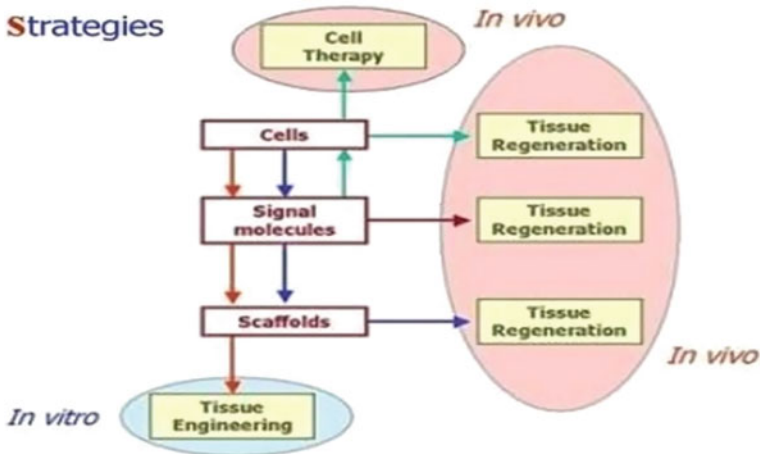 Strategies
In vivo
Cell
Therapy
Cells
Tissue
Regeneration
Signal
molecules
Tissue
Regeneration
Scaffolds
Tissue
Regeneration
In vivo
In vitro
Tissue
Engineering